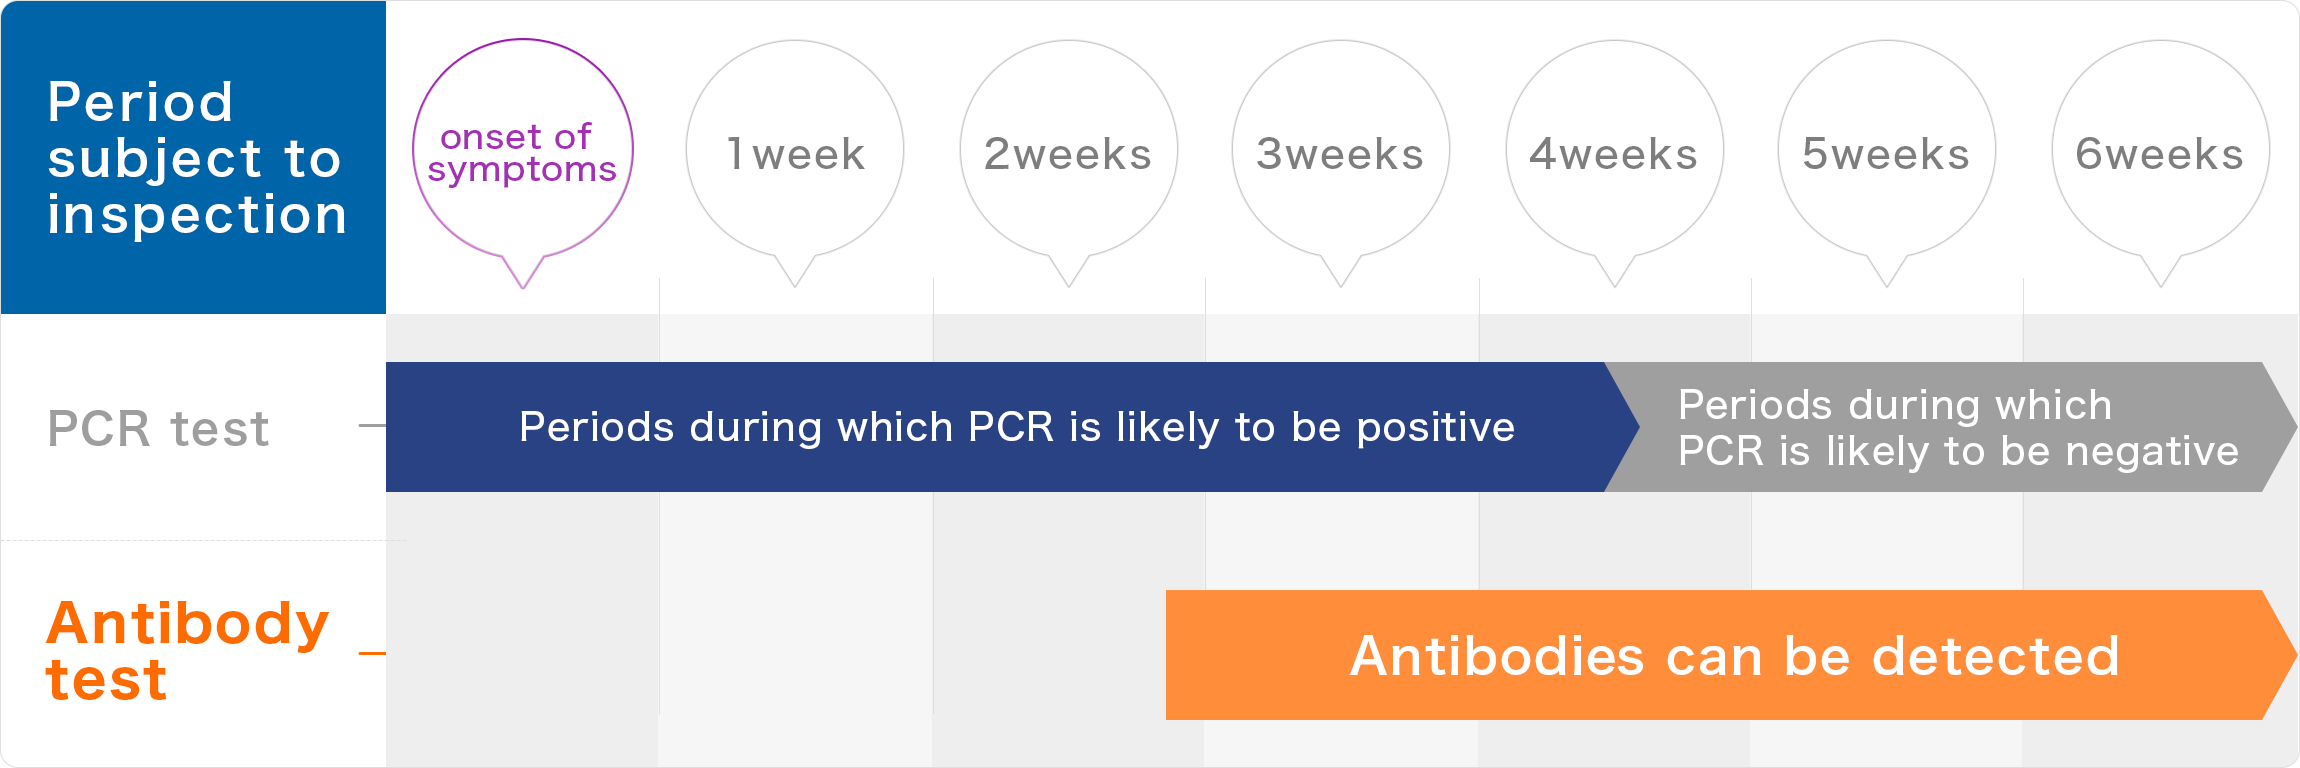 Period
subject to
inspection
onset of
symptoms
1week
2weeks
3weeks
4weeks
5weeks
6weeks
PCR test
Periods during which PCR is likely to be positive
Periods during which
PCR is likely to be negative
Antibody
test
Antibodies can be detected